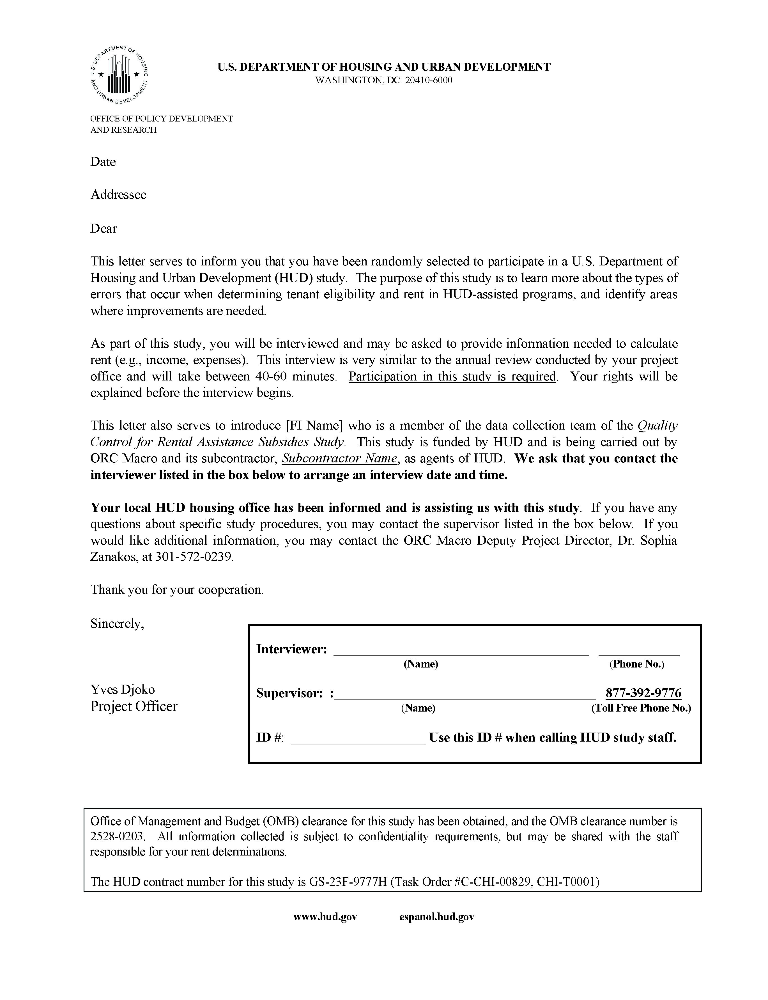 U.S. DEPARTMENT OF HOUSING AND URBAN DEVELOPMENT
U.S. DEPARTMENT OF HOUSING AND URBAN DEVELOPMENT
WASHINGTON, DC 20410-6000
OFFICE OF POLICY DEVELOPMENT
AND RESEARCH
Date
Addressee
Dear
This letter serves to inform you that you have been randomly selected to participate in a U.S. Department of
Housing and Urban Development (HUD) study. The purpose of this study is to learn more about the types of
errors that occur when determining tenant eligibility and rent in HUD-assisted programs, and identify areas
where improvements are needed.
As part of this study, you will be interviewed and may be asked to provide information needed to calculate
rent (e.g., income, expenses). This interview is very similar to the annual review conducted by your project
office and will take between 40-60 minutes. Participation in this study is required. Your rights will be
explained before the interview begins.
This letter also serves to introduce [FI Name] who is a member of the data collection team of the Quality
Control for Rental Assistance Subsidies Study. This study is funded by HUD and is being carried out by
ORC Macro and its subcontractor, Subcontractor Name, as agents of HUD. We ask that you contact the
interviewer listed in the box below to arrange an interview date and time.
Your local HUD housing office has been informed and is assisting us with this study. If you have any
questions about specific study procedures, you may contact the supervisor listed in the box below. If you
would like additional information, you may contact the ORC Macro Deputy Project Director, Dr. Sophia
Zanakos, at 301-572-0239.
Thank you for your cooperation.
Sincerely,
Yves Djoko
Project Officer
Interviewer: ____________________ __________
(Name) (Phone No.)
Supervisor: :____________________ 877-392-9776
(Name) (Toll Free Phone No.)
ID #: ____________________ Use this ID # when calling HUD study staff.
Office of Management and Budget (OMB) clearance for this study has been obtained, and the OMB clearance number is
2528-0203. All information collected is subject to confidentiality requirements, but may be shared with the staff
responsible for your rent determinations.
The HUD contract number for this study is GS-23F-9777H (Task Order #C-CHI-00829, CHI-T0001)
www.hud.gov espanol.hud.gov